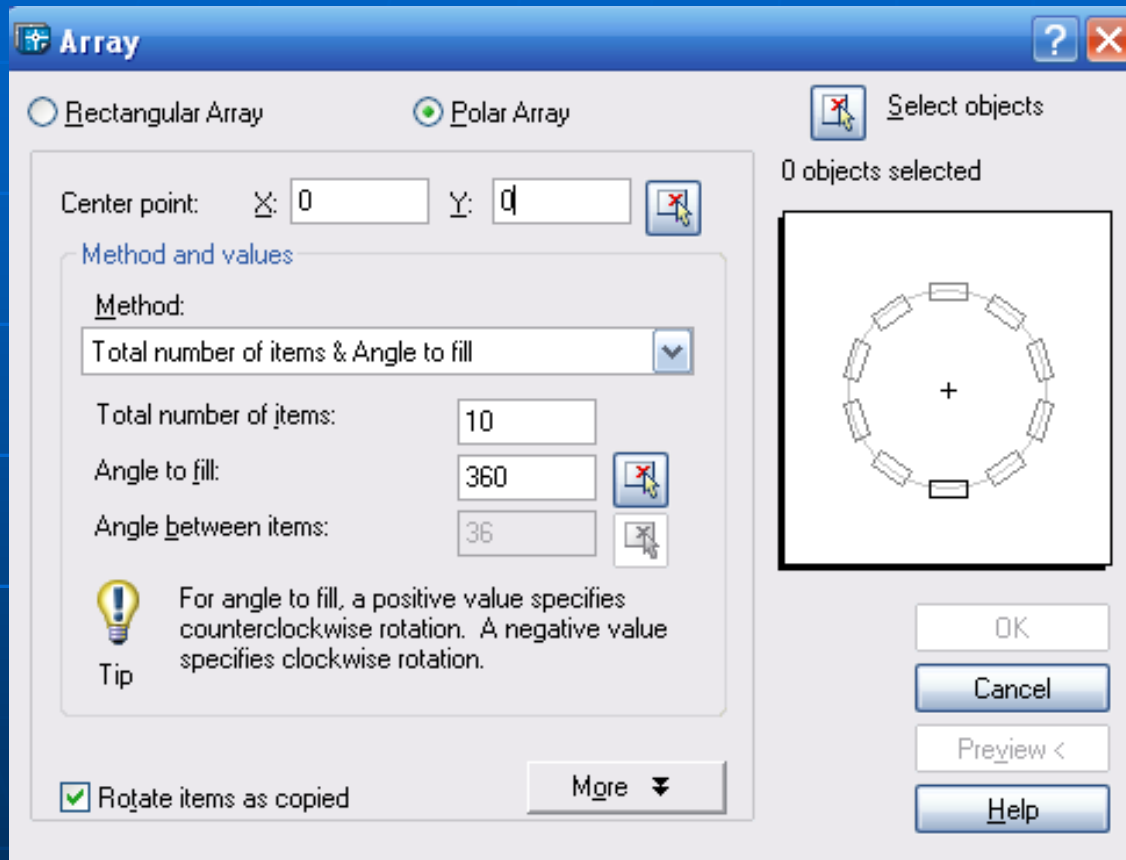 Array
Rectangular Array
Polar Array
Select objects
0 objects selected
Center point: X: 0 Y: 0
Method and values
Method:
Total number of items & Angle to fill
Total number of items: 10
Angle to fill: 360
Angle between items: 36
For angle to fill, a positive value specifies
counterclockwise rotation. A negative value
specifies clockwise rotation.
Tip
Rotate items as copied
More
OK
Cancel
Preview <
Help